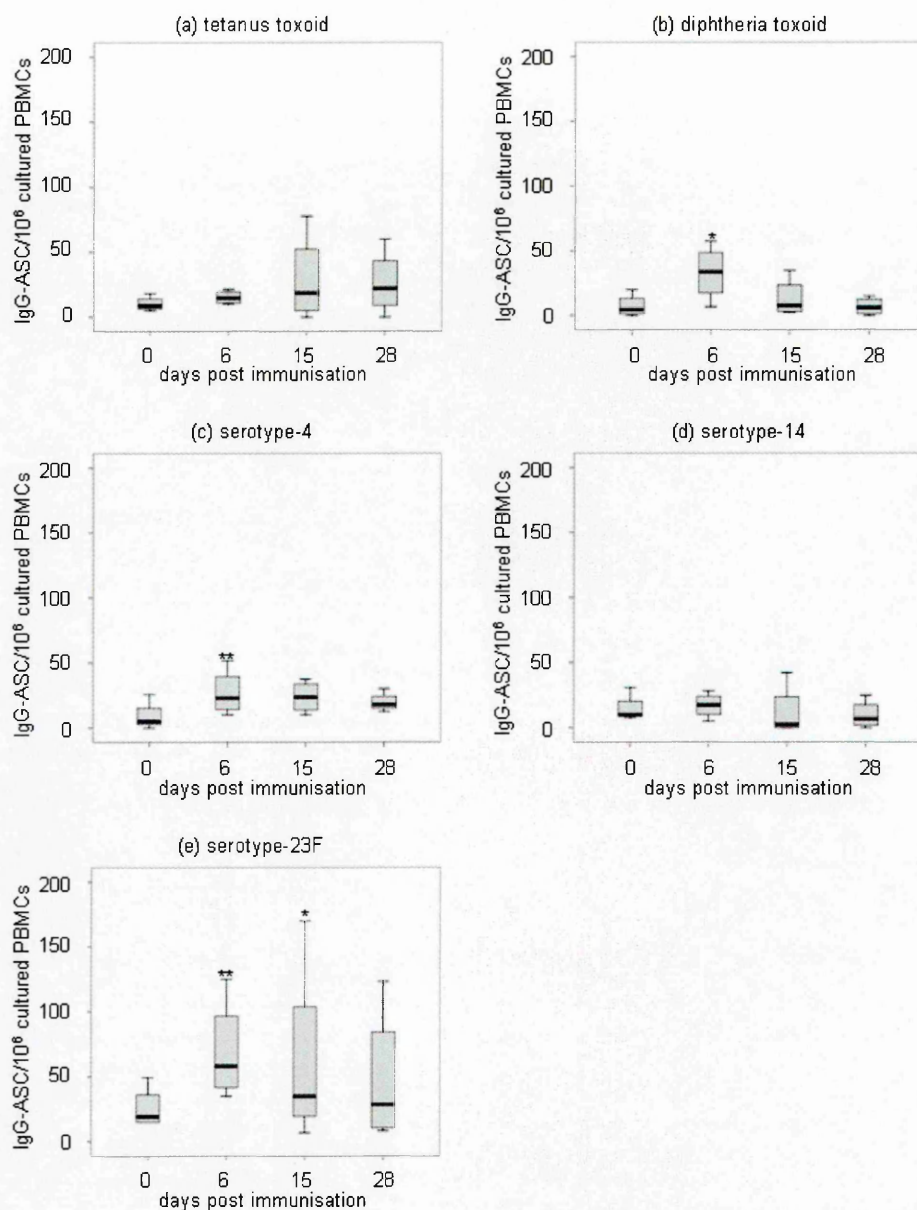 (a) tetanus toxoid
IgG-ASC/10⁶ cultured PBMCs
200
150
100
50
0
0 6 15 28
days post immunisation
(b) diphtheria toxoid
IgG-ASC/10⁶ cultured PBMCs
200
150
100
50
0
*
0 6 15 28
days post immunisation
(c) serotype-4
IgG-ASC/10⁶ cultured PBMCs
200
150
100
50
0
**
0 6 15 28
days post immunisation
(d) serotype-14
IgG-ASC/10⁶ cultured PBMCs
200
150
100
50
0
0 6 15 28
days post immunisation
(e) serotype-23F
IgG-ASC/10⁶ cultured PBMCs
200
150
100
50
0
**
*
0 6 15 28
days post immunisation